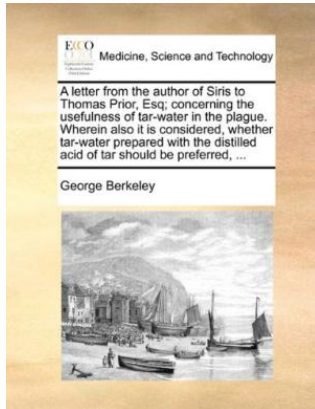 ECCO
Medicine, Science and Technology
A letter from the author of Siris to
Thomas Prior, Esq; concerning the
usefulness of tar-water in the plague.
Wherein also it is considered, whether
tar-water prepared with the distilled
acid of tar should be preferred, ...
George Berkeley